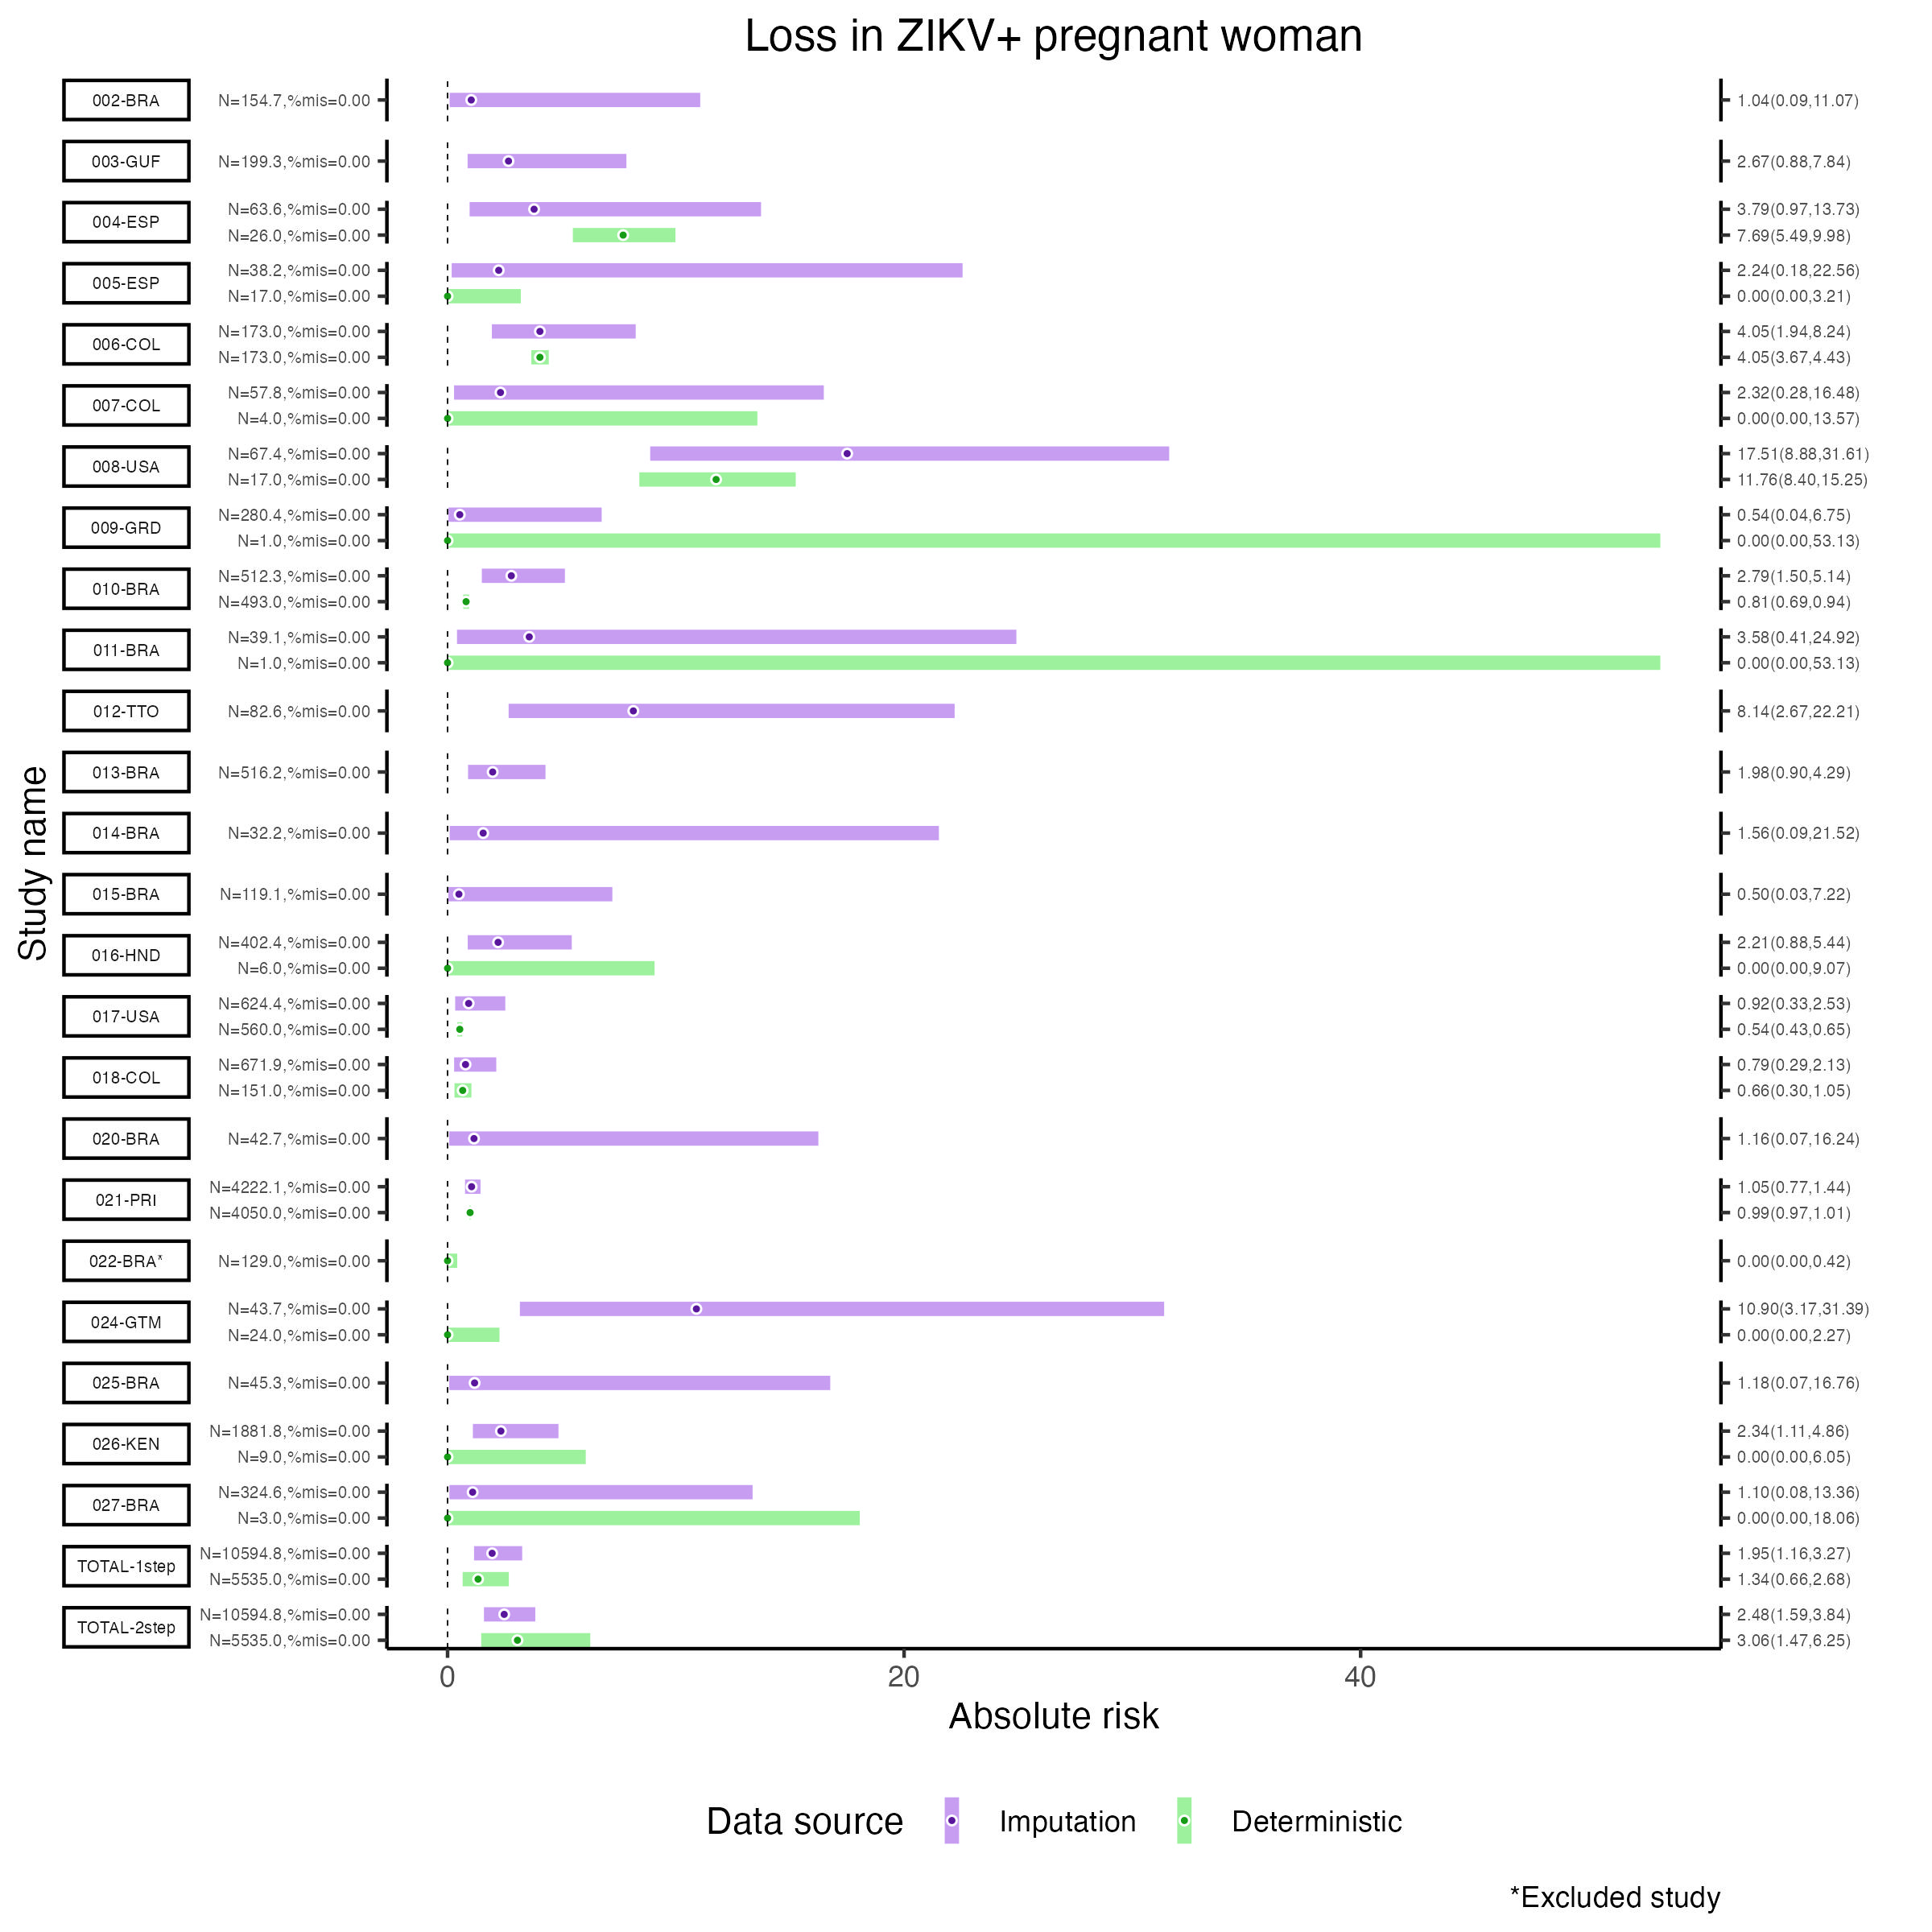 Loss in ZIKV+ pregnant woman
Study name
002-BRA N=154.7,%mis=0.00 1.04(0.09,11.07)
003-GUF N=199.3,%mis=0.00 2.67(0.88,7.84)
004-ESP
N=63.6,%mis=0.00 3.79(0.97,13.73)
N=26.0,%mis=0.00 7.69(5.49,9.98)
005-ESP
N=38.2,%mis=0.00 2.24(0.18,22.56)
N=17.0,%mis=0.00 0.00(0.00,3.21)
006-COL
N=173.0,%mis=0.00 4.05(1.94,8.24)
N=173.0,%mis=0.00 4.05(3.67,4.43)
007-COL
N=57.8,%mis=0.00 2.32(0.28,16.48)
N=4.0,%mis=0.00 0.00(0.00,13.57)
008-USA
N=67.4,%mis=0.00 17.51(8.88,31.61)
N=17.0,%mis=0.00 11.76(8.40,15.25)
009-GRD
N=280.4,%mis=0.00 0.54(0.04,6.75)
N=1.0,%mis=0.00 0.00(0.00,53.13)
010-BRA
N=512.3,%mis=0.00 2.79(1.50,5.14)
N=493.0,%mis=0.00 0.81(0.69,0.94)
011-BRA
N=39.1,%mis=0.00 3.58(0.41,24.92)
N=1.0,%mis=0.00 0.00(0.00,53.13)
012-TTO N=82.6,%mis=0.00 8.14(2.67,22.21)
013-BRA N=516.2,%mis=0.00 1.98(0.90,4.29)
014-BRA N=32.2,%mis=0.00 1.56(0.09,21.52)
015-BRA N=119.1,%mis=0.00 0.50(0.03,7.22)
016-HND
N=402.4,%mis=0.00 2.21(0.88,5.44)
N=6.0,%mis=0.00 0.00(0.00,9.07)
017-USA
N=624.4,%mis=0.00 0.92(0.33,2.53)
N=560.0,%mis=0.00 0.54(0.43,0.65)
018-COL
N=671.9,%mis=0.00 0.79(0.29,2.13)
N=151.0,%mis=0.00 0.66(0.30,1.05)
020-BRA N=42.7,%mis=0.00 1.16(0.07,16.24)
021-PRI
N=4222.1,%mis=0.00 1.05(0.77,1.44)
N=4050.0,%mis=0.00 0.99(0.97,1.01)
022-BRA* N=129.0,%mis=0.00 0.00(0.00,0.42)
024-GTM
N=43.7,%mis=0.00 10.90(3.17,31.39)
N=24.0,%mis=0.00 0.00(0.00,2.27)
025-BRA N=45.3,%mis=0.00 1.18(0.07,16.76)
026-KEN
N=1881.8,%mis=0.00 2.34(1.11,4.86)
N=9.0,%mis=0.00 0.00(0.00,6.05)
027-BRA
N=324.6,%mis=0.00 1.10(0.08,13.36)
N=3.0,%mis=0.00 0.00(0.00,18.06)
TOTAL-1step
N=10594.8,%mis=0.00 1.95(1.16,3.27)
N=5535.0,%mis=0.00 1.34(0.66,2.68)
TOTAL-2step
N=10594.8,%mis=0.00 2.48(1.59,3.84)
N=5535.0,%mis=0.00 3.06(1.47,6.25)
0 20 40
Absolute risk
Data source Imputation Deterministic
*Excluded study